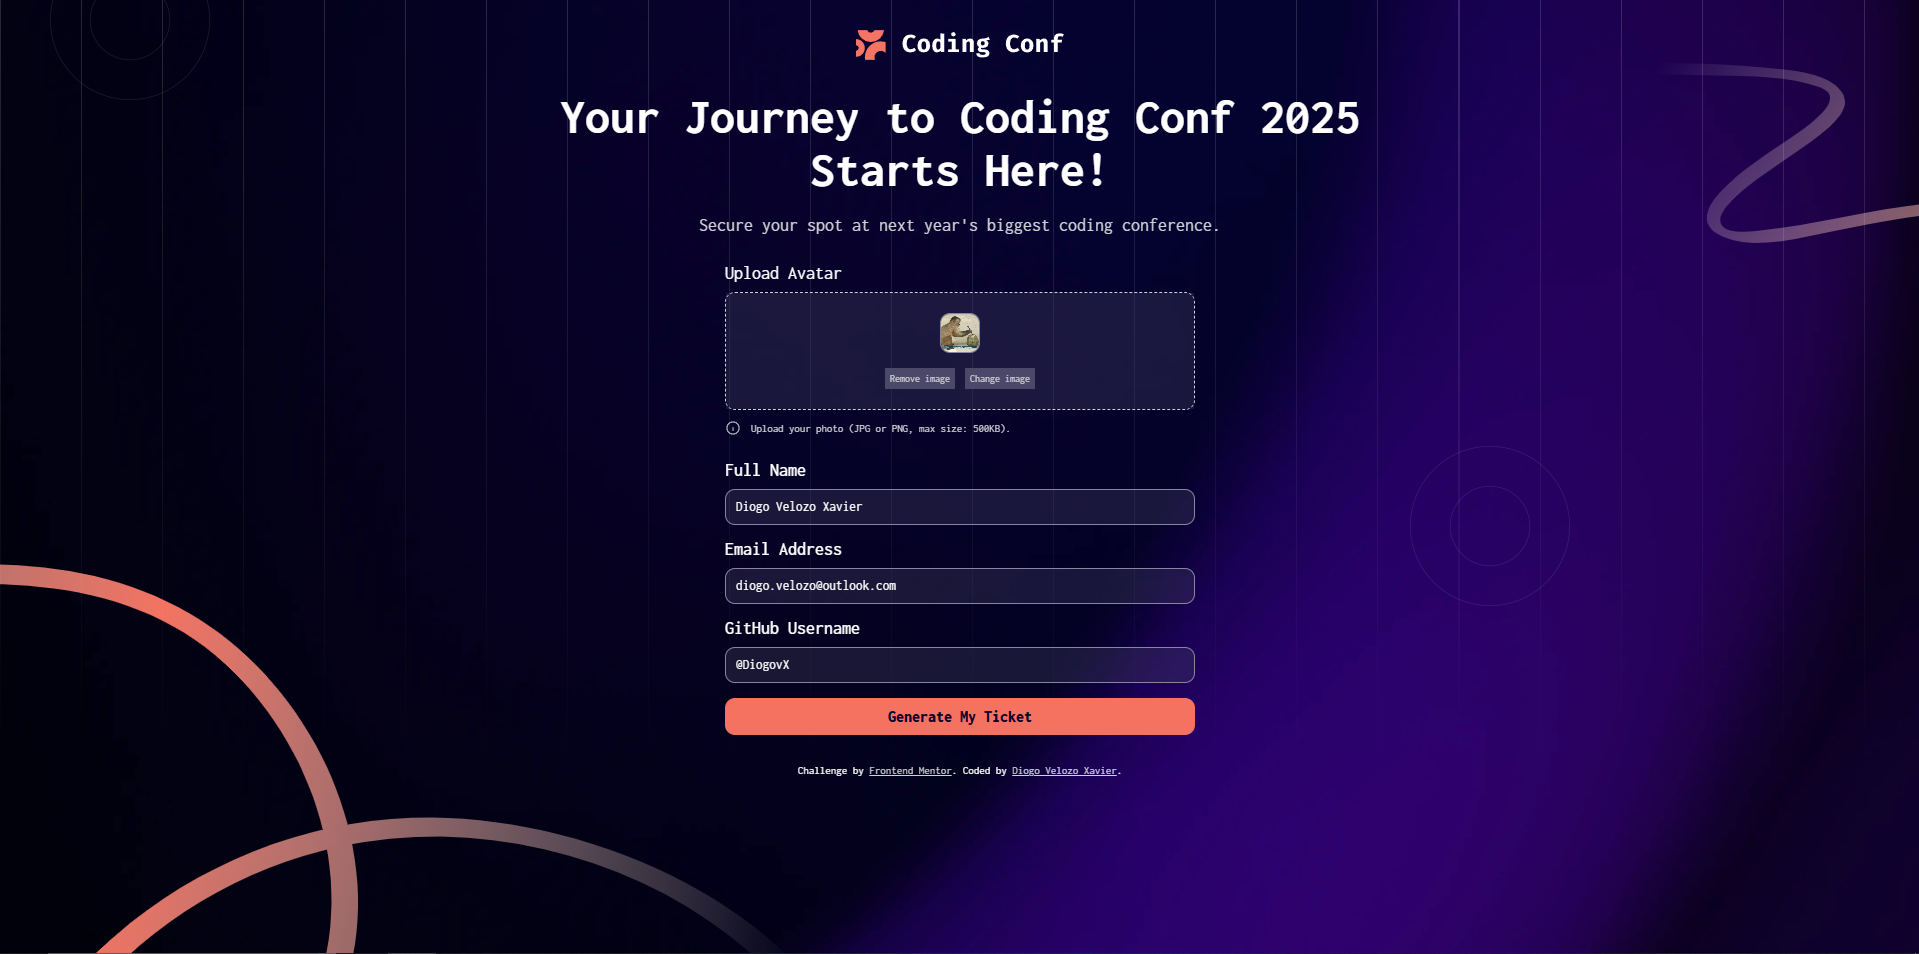 Coding Conf
Your Journey to Coding Conf 2025
Starts Here!
Secure your spot at next year's biggest coding conference.
Upload Avatar
Remove image Change image
Upload your photo (JPG or PNG, max size: 500KB).
Full Name
Diogo Velozo Xavier
Email Address
diogo.velozo@outlook.com
GitHub Username
@DiogovX
Generate My Ticket
Challenge by Frontend Mentor. Coded by Diogo Velozo Xavier.